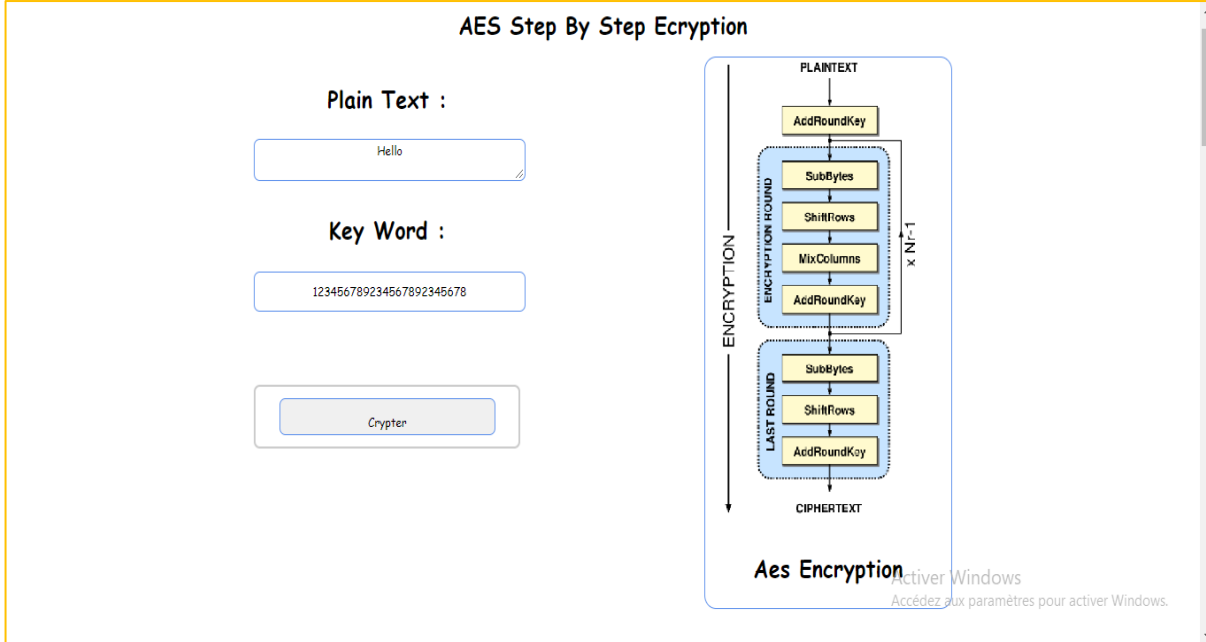 AES Step By Step Ecryption
Plain Text :
Hello
Key Word :
123456789234567892345678
Crypter
PLAINTEXT
AddRoundKey
ENCRYPTION ROUND
SubBytes
ShiftRows
MixColumns
AddRoundKey
x Nr-1
ENCRYPTION
LAST ROUND
SubBytes
ShiftRows
AddRoundKey
CIPHERTEXT
Aes Encryption
Activer Windows
Accédez aux paramètres pour activer Windows.